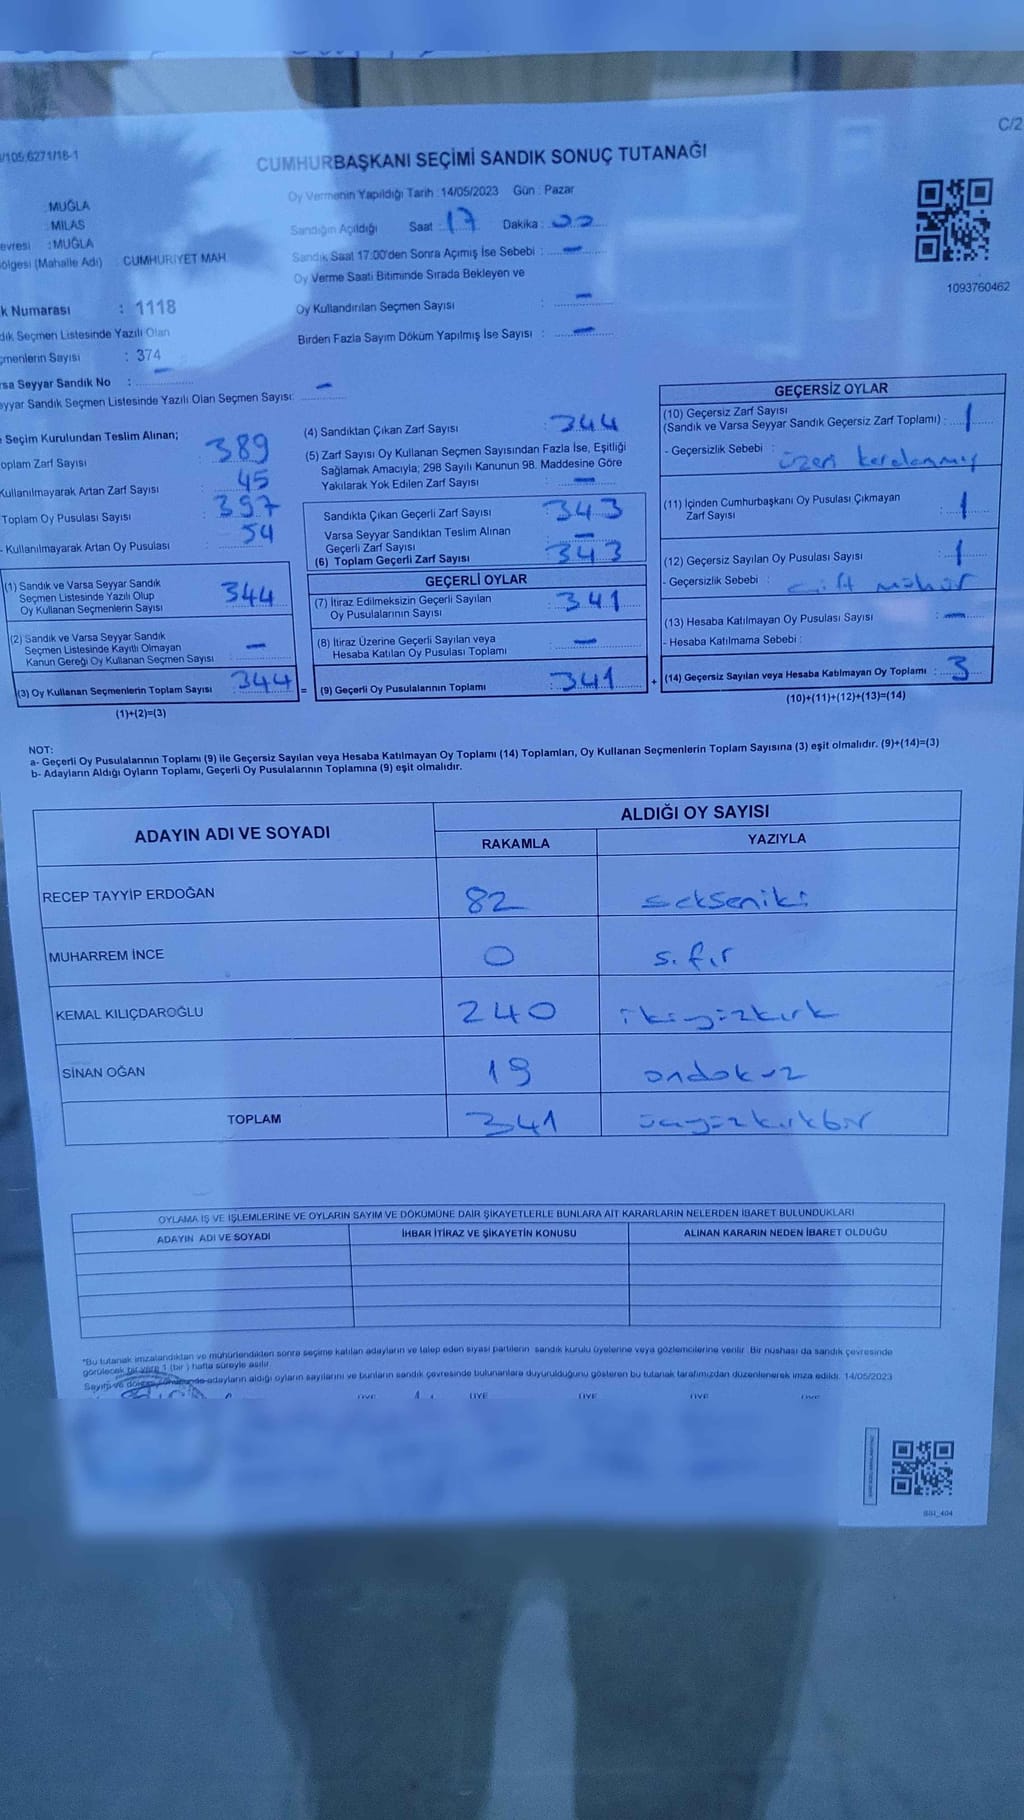 C/2
/105.6271/18-1
CUMHURBAŞKANI SEÇİMİ SANDIK SONUÇ TUTANAĞI
Oy Vermenin Yapıldığı Tarih : 14/05/2023 Gün : Pazar
:MUĞLA
:MILAS
evresi :MUĞLA
ölgesi (Mahalle Adı) : CUMHURIYET MAH
Sandığın Açıldığı Saat : 17 Dakika :
Sandık Saat 17.00'den Sonra Açımış İse Sebebi : -
Oy Verme Saati Bitiminde Sırada Bekleyen ve
Oy Kullandırılan Seçmen Sayısı : -
Birden Fazla Sayım Döküm Yapılmış İse Sayısı : -
1093760462
k Numarası : 1118
dık Seçmen Listesinde Yazılı Olan
çmenlerin Sayısı : 374
rsa Seyyar Sandık No : -
eyyar Sandık Seçmen Listesinde Yazılı Olan Seçmen Sayısı: -
e Seçim Kurulundan Teslim Alınan;
oplam Zarf Sayısı : 389
Kullanılmayarak Artan Zarf Sayısı : 45
Toplam Oy Pusulası Sayısı : 397
- Kullanılmayarak Artan Oy Pusulası : 54
(1) Sandık ve Varsa Seyyar Sandık
Seçmen Listesinde Yazılı Olup
Oy Kullanan Seçmenlerin Sayısı : 344
(2) Sandık ve Varsa Seyyar Sandık
Seçmen Listesinde Kayıtlı Olmayan
Kanun Gereği Oy Kullanan Seçmen Sayısı : -
(3) Oy Kullanan Seçmenlerin Toplam Sayısı : 344 =
(1)+(2)=(3)
(4) Sandıktan Çıkan Zarf Sayısı : 344
(5) Zarf Sayısı Oy Kullanan Seçmen Sayısından Fazla İse, Eşitliği
Sağlamak Amacıyla; 298 Sayılı Kanunun 98. Maddesine Göre
Yakılarak Yok Edilen Zarf Sayısı : -
Sandıkta Çıkan Geçerli Zarf Sayısı : 343
Varsa Seyyar Sandıktan Teslim Alınan
Geçerli Zarf Sayısı : -
(6) Toplam Geçerli Zarf Sayısı : 343
GEÇERLİ OYLAR
(7) İtiraz Edilmeksizin Geçerli Sayılan
Oy Pusulalarının Sayısı : 341
(8) İtiraz Üzerine Geçerli Sayılan veya
Hesaba Katılan Oy Pusulası Toplamı : -
(9) Geçerli Oy Pusulalarının Toplamı : 341 +
GEÇERSİZ OYLAR
(10) Geçersiz Zarf Sayısı
(Sandık ve Varsa Seyyar Sandık Geçersiz Zarf Toplamı) : 1
- Geçersizlik Sebebi : üzeri karalanmış
(11) İçinden Cumhurbaşkanı Oy Pusulası Çıkmayan
Zarf Sayısı : 1
(12) Geçersiz Sayılan Oy Pusulası Sayısı : 1
- Geçersizlik Sebebi : çift mühür
(13) Hesaba Katılmayan Oy Pusulası Sayısı : -
- Hesaba Katılmama Sebebi :
(14) Geçersiz Sayılan veya Hesaba Katılmayan Oy Toplamı : 3
(10)+(11)+(12)+(13)=(14)
NOT:
a- Geçerli Oy Pusulalarının Toplamı (9) ile Geçersiz Sayılan veya Hesaba Katılmayan Oy Toplamı (14) Toplamları, Oy Kullanan Seçmenlerin Toplam Sayısına (3) eşit olmalıdır. (9)+(14)=(3)
b- Adayların Aldığı Oyların Toplamı, Geçerli Oy Pusulalarının Toplamına (9) eşit olmalıdır.
ADAYIN ADI VE SOYADI
ALDIĞI OY SAYISI
RAKAMLA YAZIYLA
RECEP TAYYİP ERDOĞAN 82 sekseniki
MUHARREM İNCE 0 sıfır
KEMAL KILIÇDAROĞLU 240 ikiyüzkırk
SİNAN OĞAN 19 ondokuz
TOPLAM 341 üçyüzkırkbir
OYLAMA İŞ VE İŞLEMLERİNE VE OYLARIN SAYIM VE DÖKÜMÜNE DAİR ŞİKAYETLERLE BUNLARA AİT KARARLARIN NELERDEN İBARET BULUNDUKLARI
ADAYIN ADI VE SOYADI İHBAR İTİRAZ VE ŞİKAYETİN KONUSU ALINAN KARARIN NEDEN İBARET OLDUĞU
*Bu tutanak imzalandıktan ve mühürlendikten sonra seçime katılan adayların ve talep eden siyasi partilerin sandık kurulu üyelerine veya gözlemcilerine verilir. Bir nüshası da sandık çevresinde
görülecek bir yere 1 (bir) hafta süreyle asılır.
Sayım ve döküm sonucunda adayların aldığı oyların sayılarını ve bunların sandık çevresinde bulunanlara duyurulduğunu gösteren bu tutanak tarafımızdan düzenlenerek imza edildi. 14/05/2023
ÜYE ÜYE ÜYE ÜYE